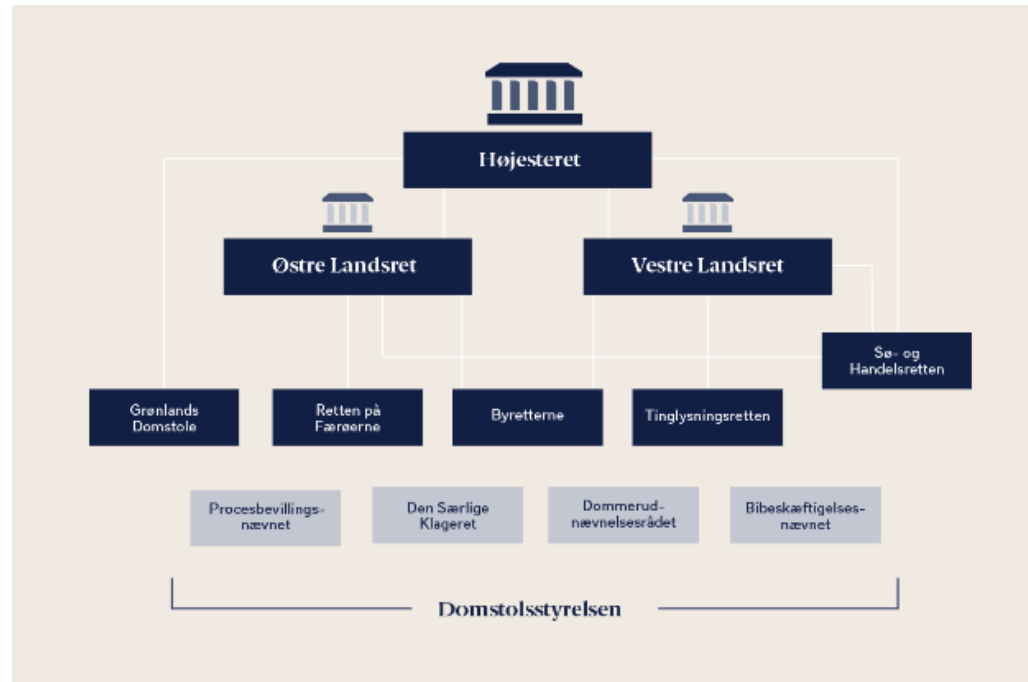 Højesteret
Østre Landsret
Vestre Landsret
Sø- og
Handelsretten
Grønlands
Domstole
Retten på
Færøerne
Byretterne
Tinglysningsretten
Procesbevillings-
nævnet
Den Særlige
Klageret
Dommerud-
nævnelsesrådet
Bibeskæftigelses-
nævnet
Domstolsstyrelsen